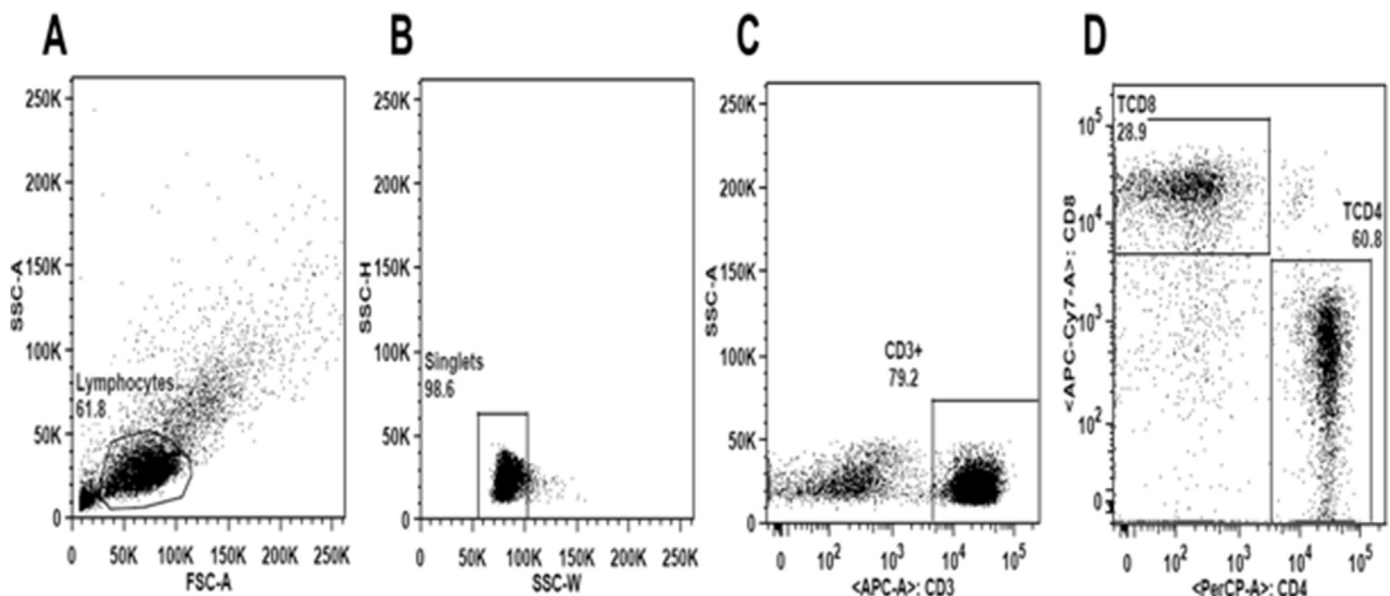 A
B
C
D
250K
200K
150K
100K
50K
0
SSC-A
Lymphocytes
61.8
0 50K 100K 150K 200K 250K
FSC-A
250K
200K
150K
100K
50K
0
SSC-H
Singlets
98.6
0 50K 100K 150K 200K 250K
SSC-W
250K
200K
150K
100K
50K
0
SSC-A
CD3+
79.2
0 10² 10³ 10⁴ 10⁵
<APC-A>: CD3
10⁵
10⁴
10³
10²
0
<APC-Cy7-A>: CD8
TCD8
28.9
TCD4
60.8
0 10² 10³ 10⁴ 10⁵
<PerCP-A>: CD4